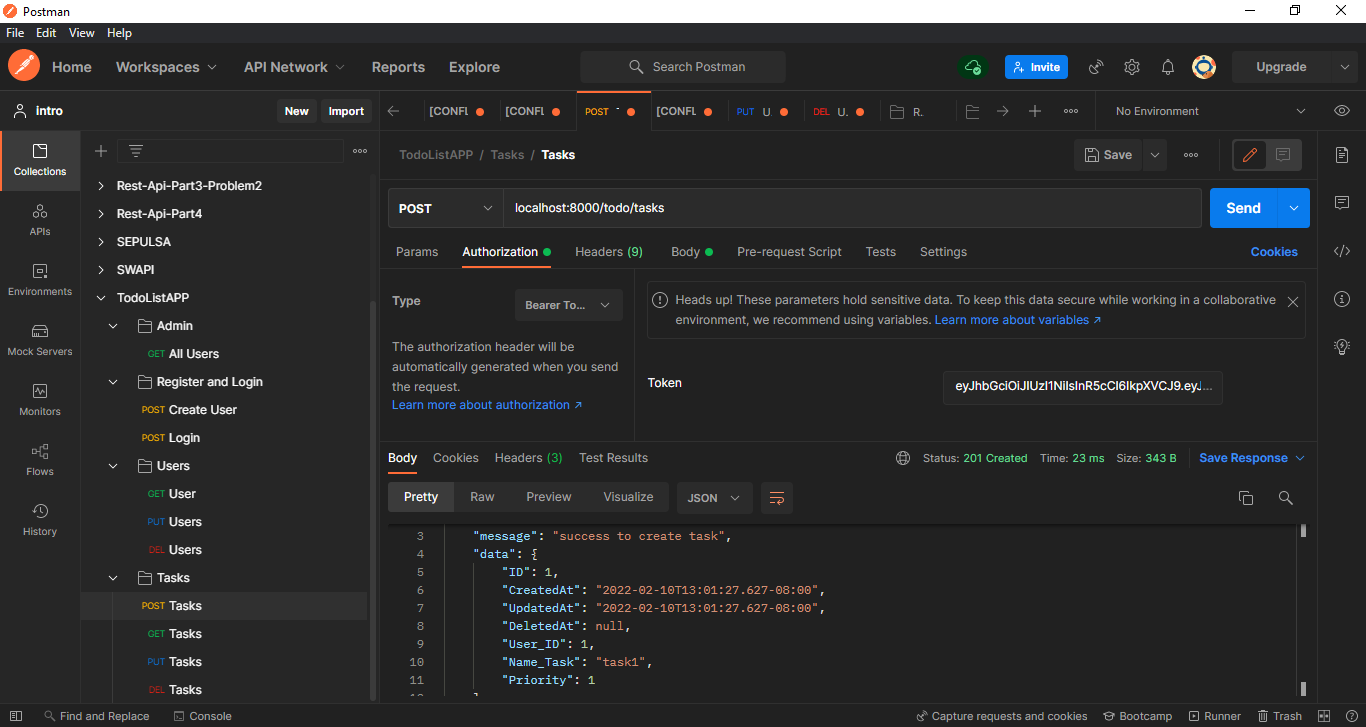 Postman
File Edit View Help
Home Workspaces API Network Reports Explore Search Postman Invite Upgrade
intro New Import [CONFL [CONFL POST [CONFL PUT U. DEL U. R. No Environment
Collections
APIs
Environments
Mock Servers
Monitors
Flows
History
Rest-Api-Part3-Problem2
Rest-Api-Part4
SEPULSA
SWAPI
TodoListAPP
Admin
GET All Users
Register and Login
POST Create User
POST Login
Users
GET User
PUT Users
DEL Users
Tasks
POST Tasks
GET Tasks
PUT Tasks
DEL Tasks
TodoListAPP / Tasks / Tasks Save
POST localhost:8000/todo/tasks Send
Params Authorization Headers (9) Body Pre-request Script Tests Settings Cookies
Type Bearer To...
The authorization header will be
automatically generated when you send
the request.
Learn more about authorization ↗
Heads up! These parameters hold sensitive data. To keep this data secure while working in a collaborative
environment, we recommend using variables. Learn more about variables ↗
Token
Body Cookies Headers (3) Test Results Status: 201 Created Time: 23 ms Size: 343 B Save Response
Pretty Raw Preview Visualize JSON
3 "message": "success to create task",
4 "data": {
5 "ID": 1,
6 "CreatedAt": "2022-02-10T13:01:27.627-08:00",
7 "UpdatedAt": "2022-02-10T13:01:27.627-08:00",
8 "DeletedAt": null,
9 "User_ID": 1,
10 "Name_Task": "task1",
11 "Priority": 1
Find and Replace Console Capture requests and cookies Bootcamp Runner Trash